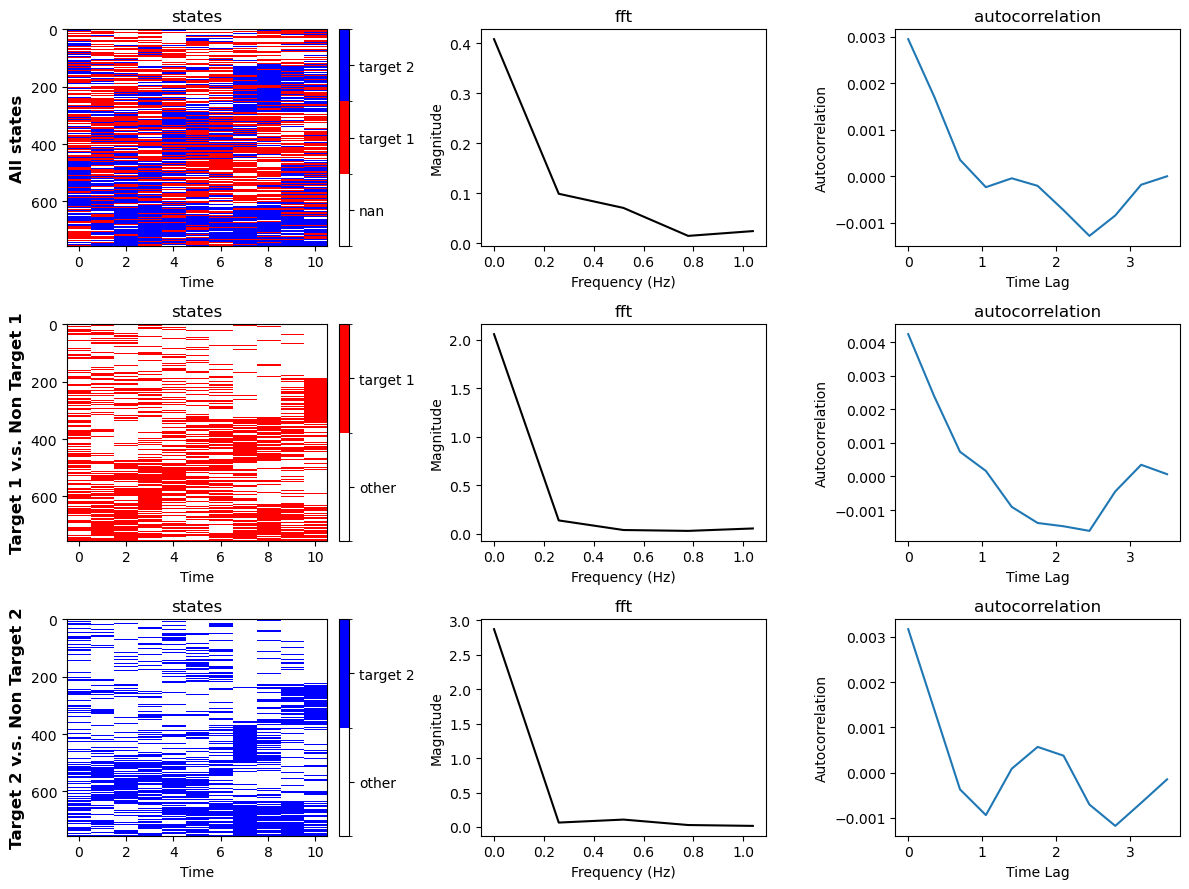 states
fft
autocorrelation
All states
0
200
400
600
0 2 4 6 8 10
Time
target 2
target 1
nan
Magnitude
0.4
0.3
0.2
0.1
0.0
0.0 0.2 0.4 0.6 0.8 1.0
Frequency (Hz)
Autocorrelation
0.003
0.002
0.001
0.000
−0.001
0 1 2 3
Time Lag
states
fft
autocorrelation
Target 1 v.s. Non Target 1
0
200
400
600
0 2 4 6 8 10
Time
target 1
other
Magnitude
2.0
1.5
1.0
0.5
0.0
0.0 0.2 0.4 0.6 0.8 1.0
Frequency (Hz)
Autocorrelation
0.004
0.003
0.002
0.001
0.000
−0.001
0 1 2 3
Time Lag
states
fft
autocorrelation
Target 2 v.s. Non Target 2
0
200
400
600
0 2 4 6 8 10
Time
target 2
other
Magnitude
3.0
2.5
2.0
1.5
1.0
0.5
0.0
0.0 0.2 0.4 0.6 0.8 1.0
Frequency (Hz)
Autocorrelation
0.003
0.002
0.001
0.000
−0.001
0 1 2 3
Time Lag